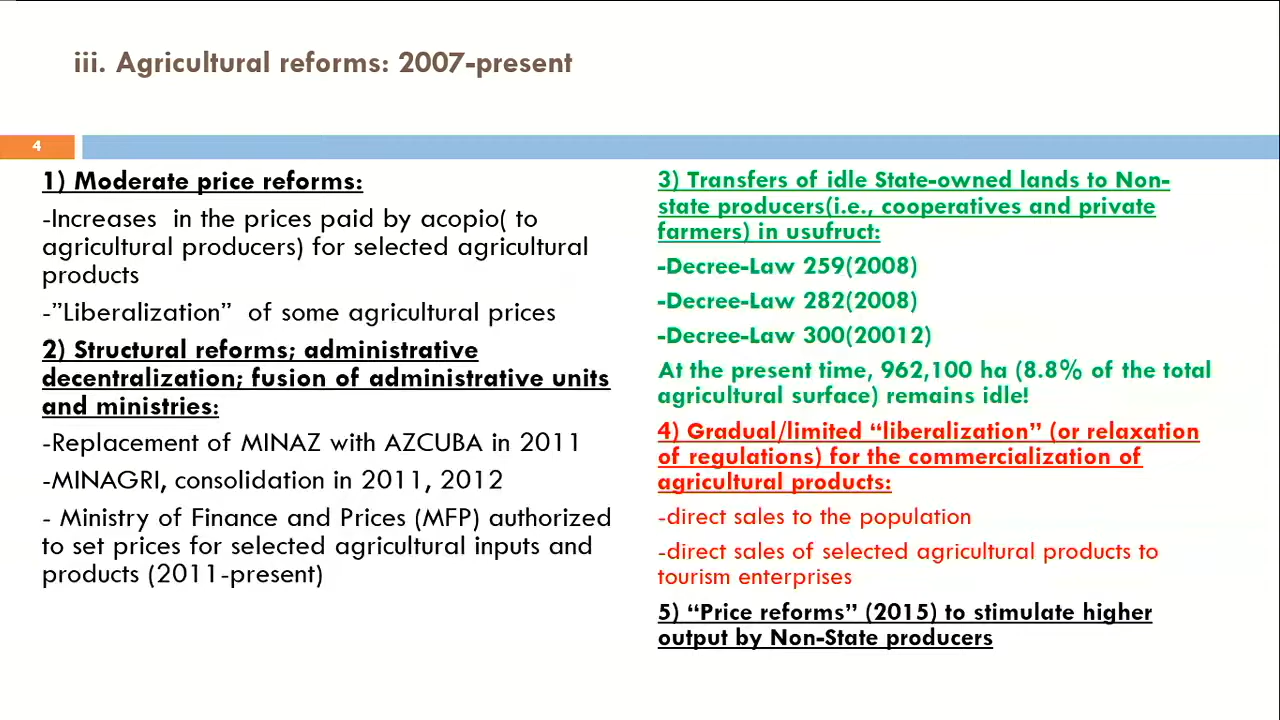 iii. Agricultural reforms: 2007-present
4
1) Moderate price reforms:
-Increases  in the prices paid by acopio( to
agricultural producers) for selected agricultural
products
-”Liberalization”  of some agricultural prices
2) Structural reforms; administrative
decentralization; fusion of administrative units
and ministries:
-Replacement of MINAZ with AZCUBA in 2011
-MINAGRI, consolidation in 2011, 2012
- Ministry of Finance and Prices (MFP) authorized
to set prices for selected agricultural inputs and
products (2011-present)
3) Transfers of idle State-owned lands to Non-
state producers(i.e., cooperatives and private
farmers) in usufruct:
-Decree-Law 259(2008)
-Decree-Law 282(2008)
-Decree-Law 300(20012)
At the present time, 962,100 ha (8.8% of the total
agricultural surface) remains idle!
4) Gradual/limited “liberalization” (or relaxation
of regulations) for the commercialization of
agricultural products:
-direct sales to the population
-direct sales of selected agricultural products to
tourism enterprises
5) “Price reforms” (2015) to stimulate higher
output by Non-State producers